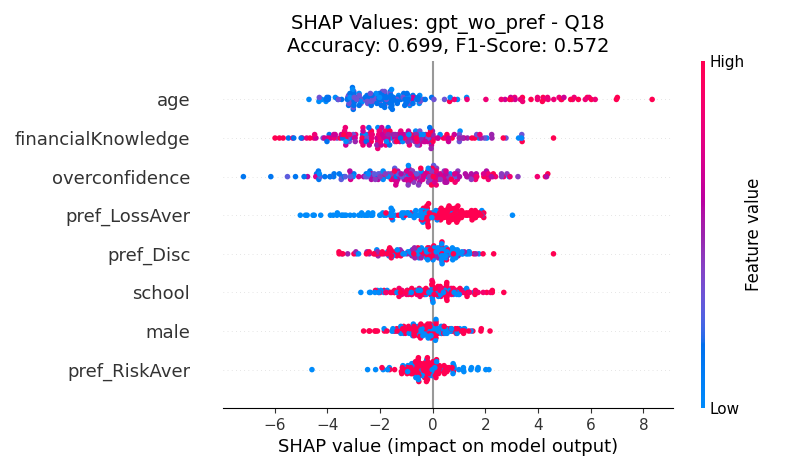 SHAP Values: gpt_wo_pref - Q18
Accuracy: 0.699, F1-Score: 0.572
High
age
financialKnowledge
overconfidence
pref_LossAver
pref_Disc
school
male
pref_RiskAver
Feature value
Low
−6 −4 −2 0 2 4 6 8
SHAP value (impact on model output)